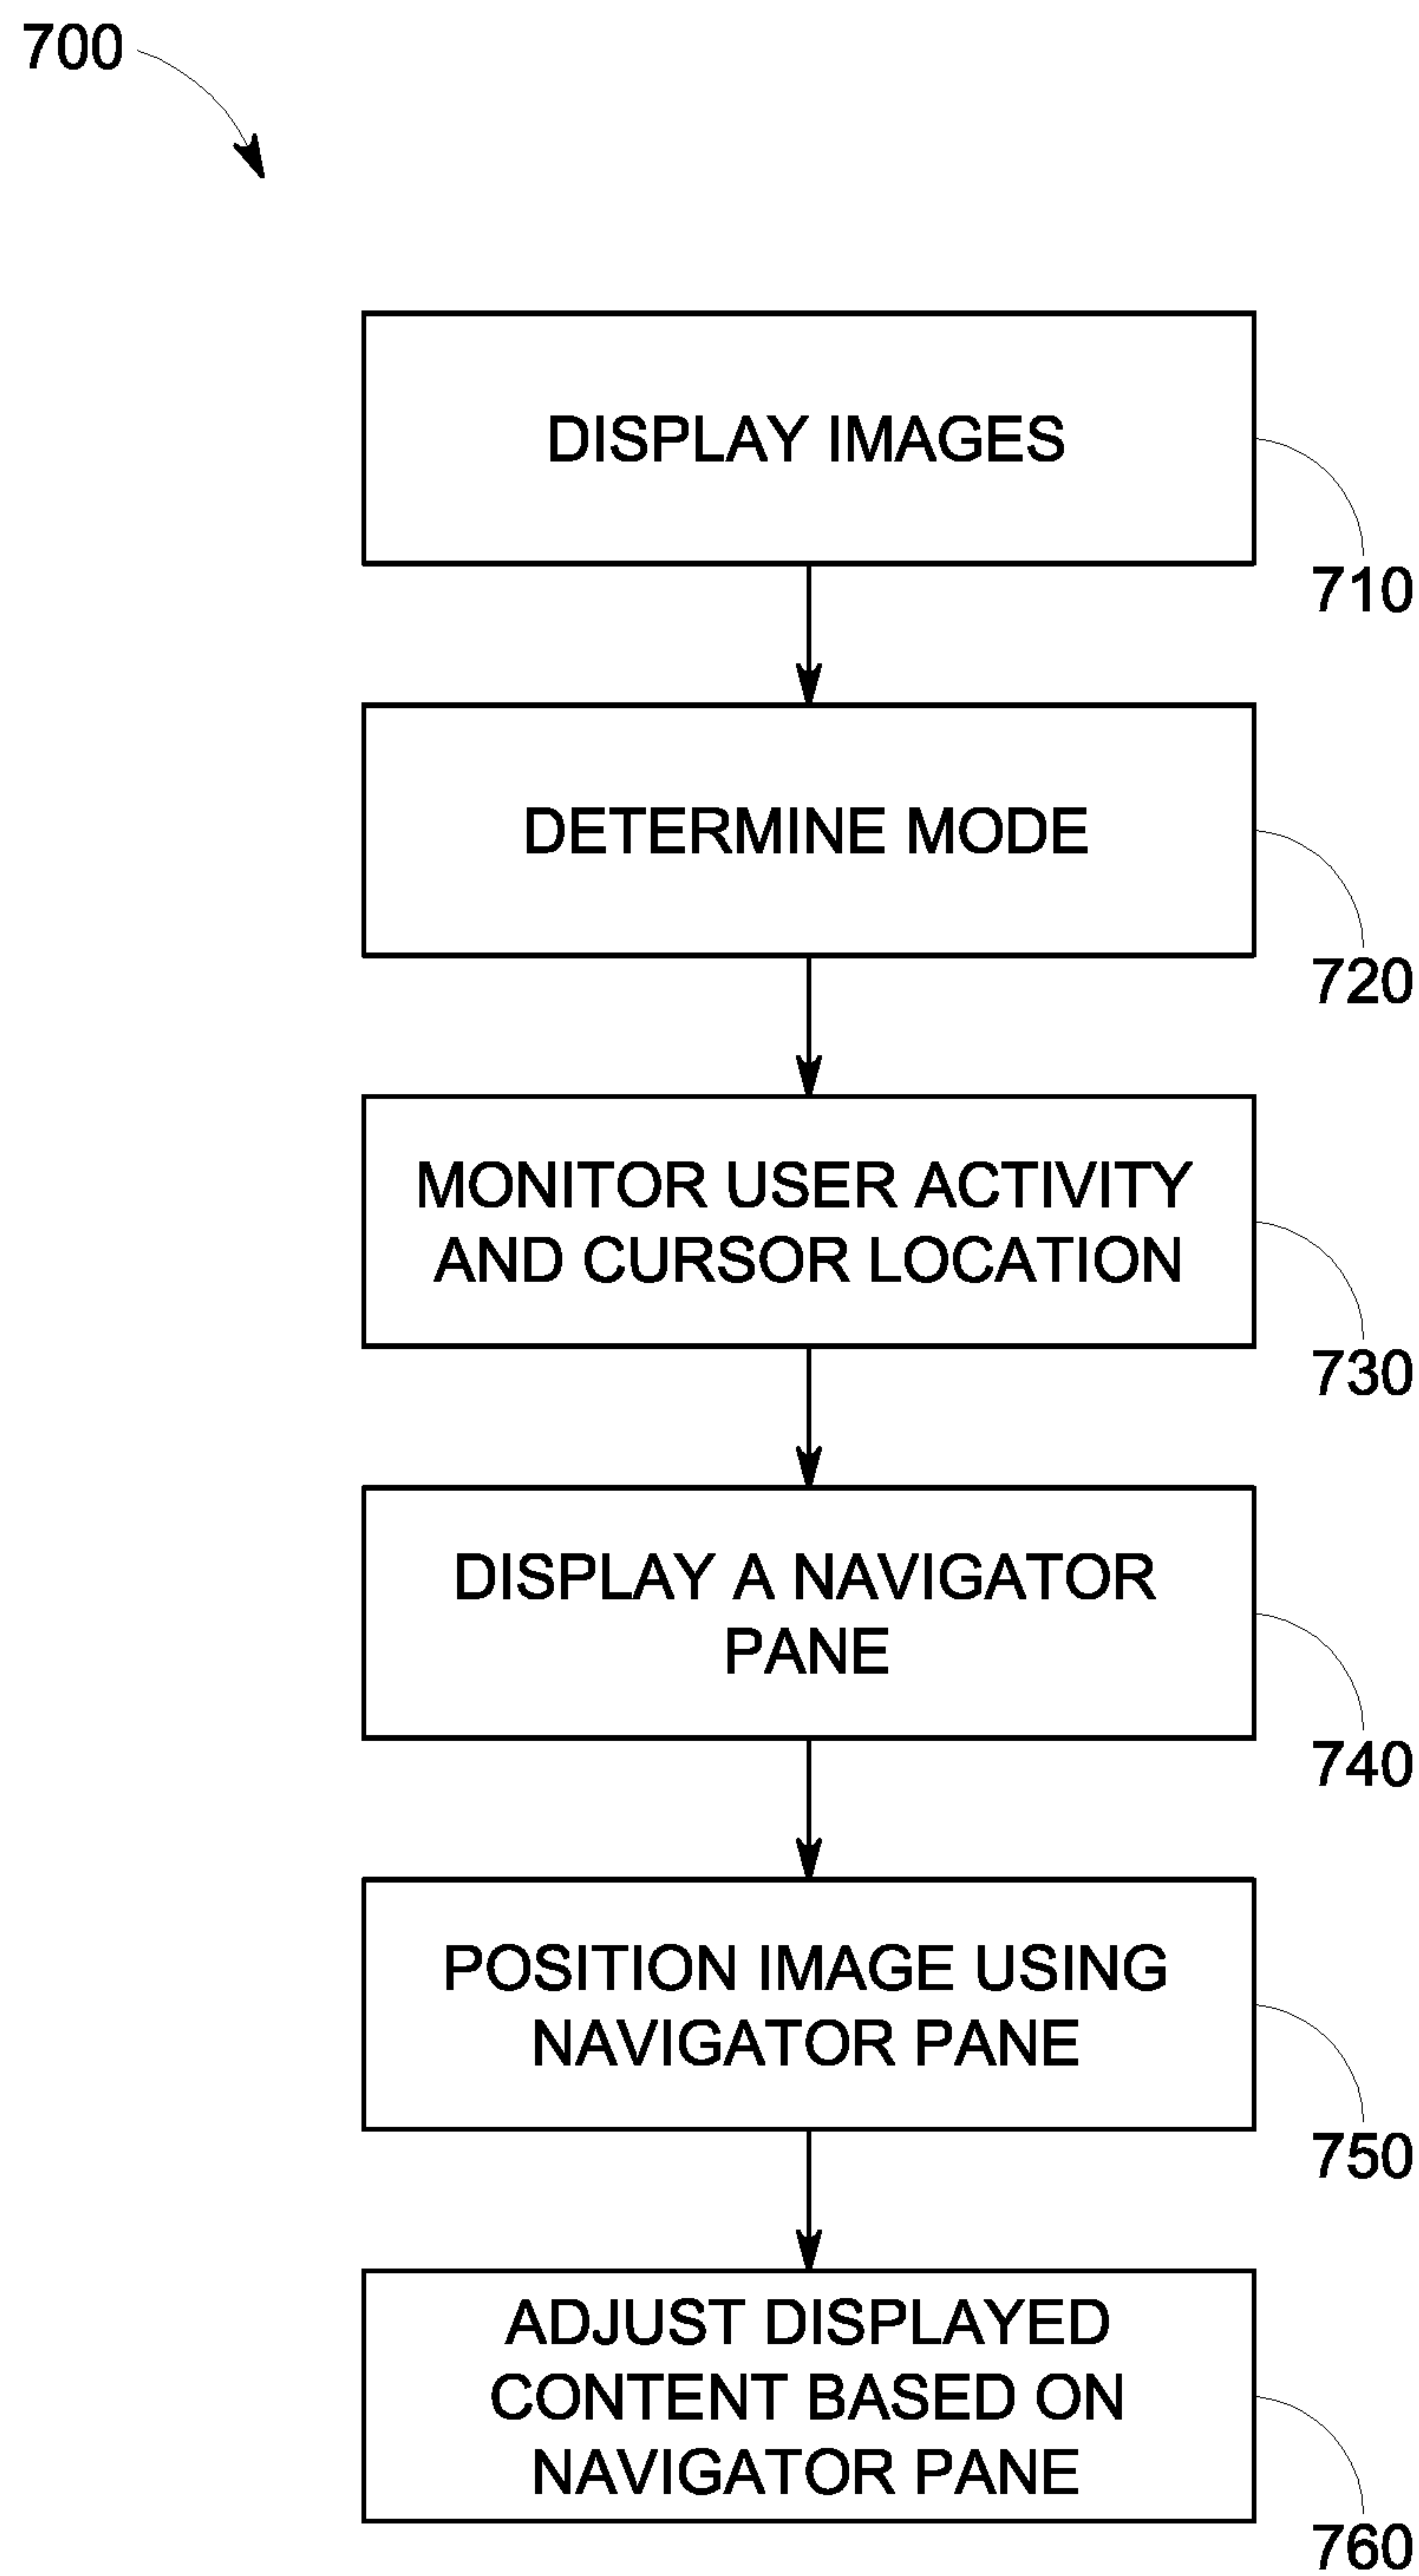 700
DISPLAY IMAGES
710
DETERMINE MODE
720
MONITOR USER ACTIVITY
AND CURSOR LOCATION
730
DISPLAY A NAVIGATOR
PANE
740
POSITION IMAGE USING
NAVIGATOR PANE
750
ADJUST DISPLAYED
CONTENT BASED ON
NAVIGATOR PANE
760